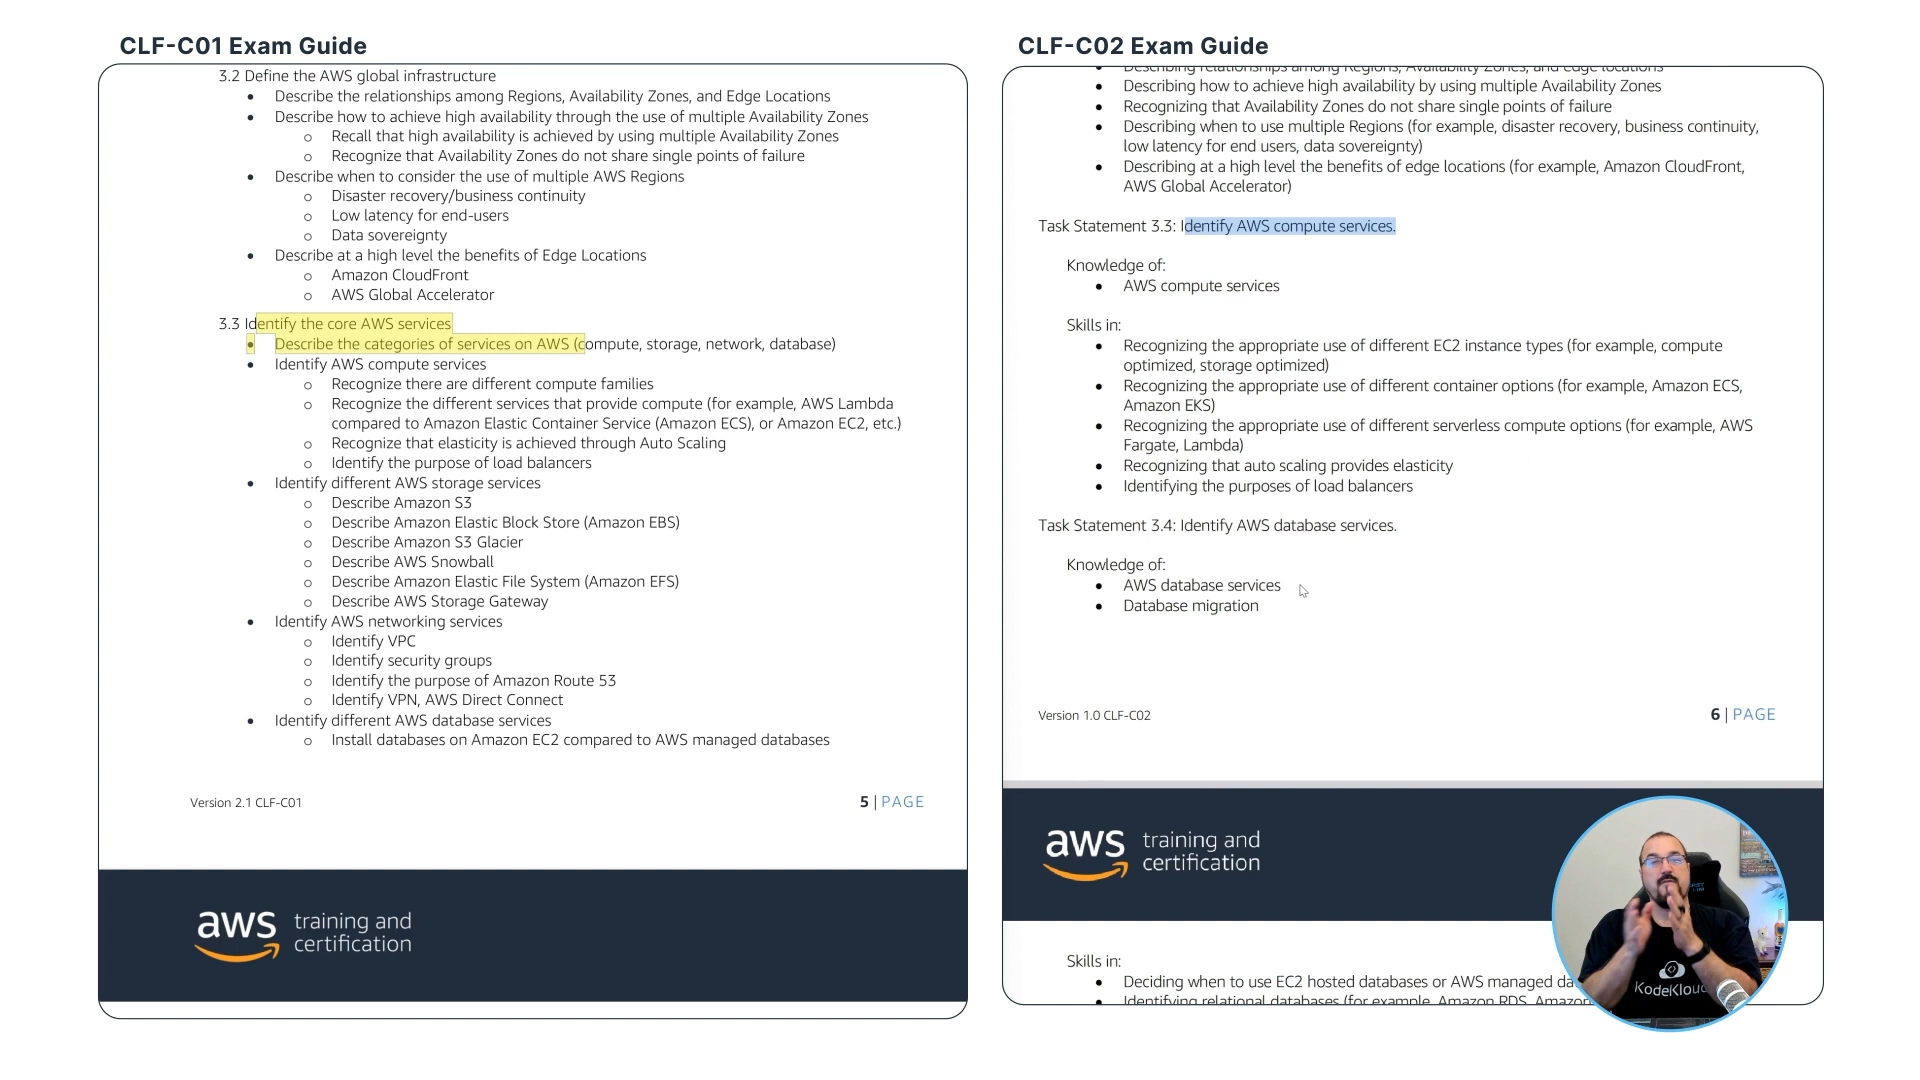 CLF-C01 Exam Guide
3.2 Define the AWS global infrastructure
• Describe the relationships among Regions, Availability Zones, and Edge Locations
• Describe how to achieve high availability through the use of multiple Availability Zones
o Recall that high availability is achieved by using multiple Availability Zones
o Recognize that Availability Zones do not share single points of failure
• Describe when to consider the use of multiple AWS Regions
o Disaster recovery/business continuity
o Low latency for end-users
o Data sovereignty
• Describe at a high level the benefits of Edge Locations
o Amazon CloudFront
o AWS Global Accelerator
3.3 Identify the core AWS services
• Describe the categories of services on AWS (compute, storage, network, database)
• Identify AWS compute services
o Recognize there are different compute families
o Recognize the different services that provide compute (for example, AWS Lambda
compared to Amazon Elastic Container Service (Amazon ECS), or Amazon EC2, etc.)
o Recognize that elasticity is achieved through Auto Scaling
o Identify the purpose of load balancers
• Identify different AWS storage services
o Describe Amazon S3
o Describe Amazon Elastic Block Store (Amazon EBS)
o Describe Amazon S3 Glacier
o Describe AWS Snowball
o Describe Amazon Elastic File System (Amazon EFS)
o Describe AWS Storage Gateway
• Identify AWS networking services
o Identify VPC
o Identify security groups
o Identify the purpose of Amazon Route 53
o Identify VPN, AWS Direct Connect
• Identify different AWS database services
o Install databases on Amazon EC2 compared to AWS managed databases
Version 2.1 CLF-C01
5 | PAGE
aws training and
certification
CLF-C02 Exam Guide
• Describing relationships among Regions, Availability Zones, and edge locations
• Describing how to achieve high availability by using multiple Availability Zones
• Recognizing that Availability Zones do not share single points of failure
• Describing when to use multiple Regions (for example, disaster recovery, business continuity,
low latency for end users, data sovereignty)
• Describing at a high level the benefits of edge locations (for example, Amazon CloudFront,
AWS Global Accelerator)
Task Statement 3.3: Identify AWS compute services.
Knowledge of:
• AWS compute services
Skills in:
• Recognizing the appropriate use of different EC2 instance types (for example, compute
optimized, storage optimized)
• Recognizing the appropriate use of different container options (for example, Amazon ECS,
Amazon EKS)
• Recognizing the appropriate use of different serverless compute options (for example, AWS
Fargate, Lambda)
• Recognizing that auto scaling provides elasticity
• Identifying the purposes of load balancers
Task Statement 3.4: Identify AWS database services.
Knowledge of:
• AWS database services
• Database migration
Version 1.0 CLF-C02
6 | PAGE
aws training and
certification
Skills in:
• Deciding when to use EC2 hosted databases or AWS managed
• Identifying relational databases (for example, Amazon RDS, Amazon